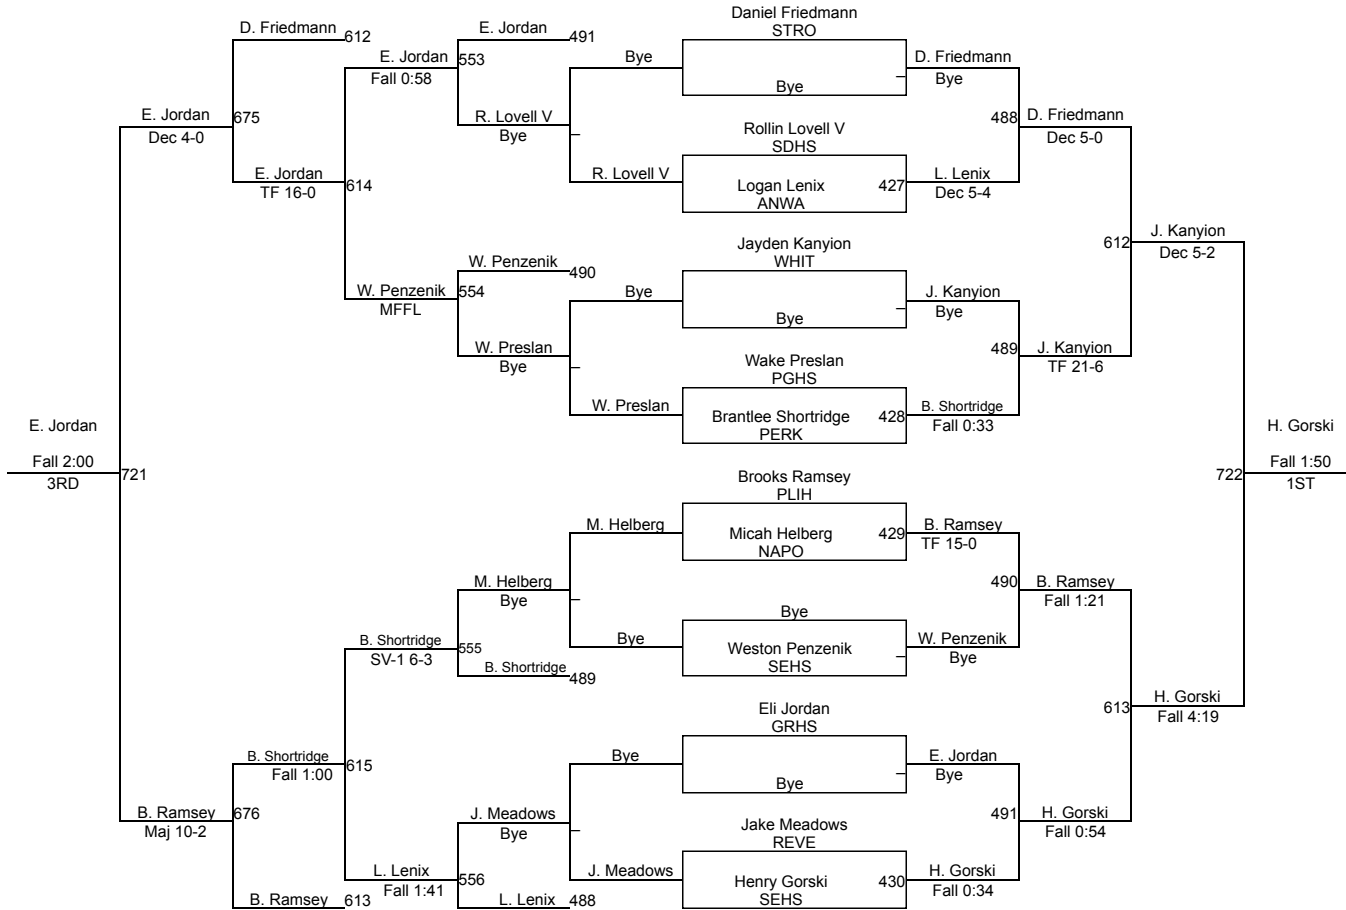 Daniel Friedmann
STRO
D. Friedmann 612
E. Jordan 491
E. Jordan 553
Fall 0:58
Bye
Bye
–
D. Friedmann
Bye
E. Jordan 675
Dec 4-0
R. Lovell V
Bye
–
Rollin Lovell V
SDHS
488 D. Friedmann
Dec 5-0
E. Jordan 614
TF 16-0
R. Lovell V
Logan Lenix 427
ANWA
L. Lenix
Dec 5-4
Jayden Kanyion
WHIT
612 J. Kanyion
Dec 5-2
W. Penzenik 490
W. Penzenik 554
MFFL
Bye
Bye
–
J. Kanyion
Bye
W. Preslan
Bye
–
Wake Preslan
PGHS
489 J. Kanyion
TF 21-6
W. Preslan
Brantlee Shortridge 428
PERK
B. Shortridge
Fall 0:33
E. Jordan
Fall 2:00
3RD
721
H. Gorski
722 Fall 1:50
1ST
Brooks Ramsey
PLIH
M. Helberg
Micah Helberg 429
NAPO
B. Ramsey
TF 15-0
M. Helberg
Bye
–
490 B. Ramsey
Fall 1:21
Bye
B. Shortridge 555
SV-1 6-3
Bye
Weston Penzenik
SEHS
–
W. Penzenik
Bye
B. Shortridge 489
Eli Jordan
GRHS
613 H. Gorski
Fall 4:19
B. Shortridge 615
Fall 1:00
Bye
Bye
–
E. Jordan
Bye
B. Ramsey 676
Maj 10-2
J. Meadows
Bye
–
Jake Meadows
REVE
491 H. Gorski
Fall 0:54
L. Lenix 556
Fall 1:41
J. Meadows
Henry Gorski 430
SEHS
H. Gorski
Fall 0:34
B. Ramsey 613
L. Lenix 488